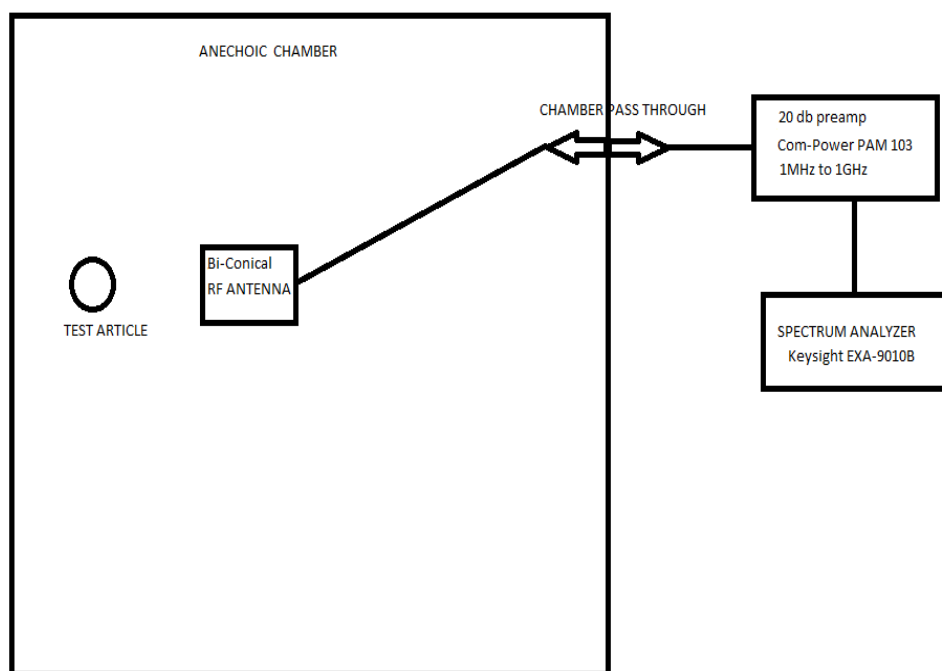 ANECHOIC CHAMBER
CHAMBER PASS THROUGH
20 db preamp
Com-Power PAM 103
1MHz to 1GHz
Bi-Conical
RF ANTENNA
TEST ARTICLE
SPECTRUM ANALYZER
Keysight EXA-9010B